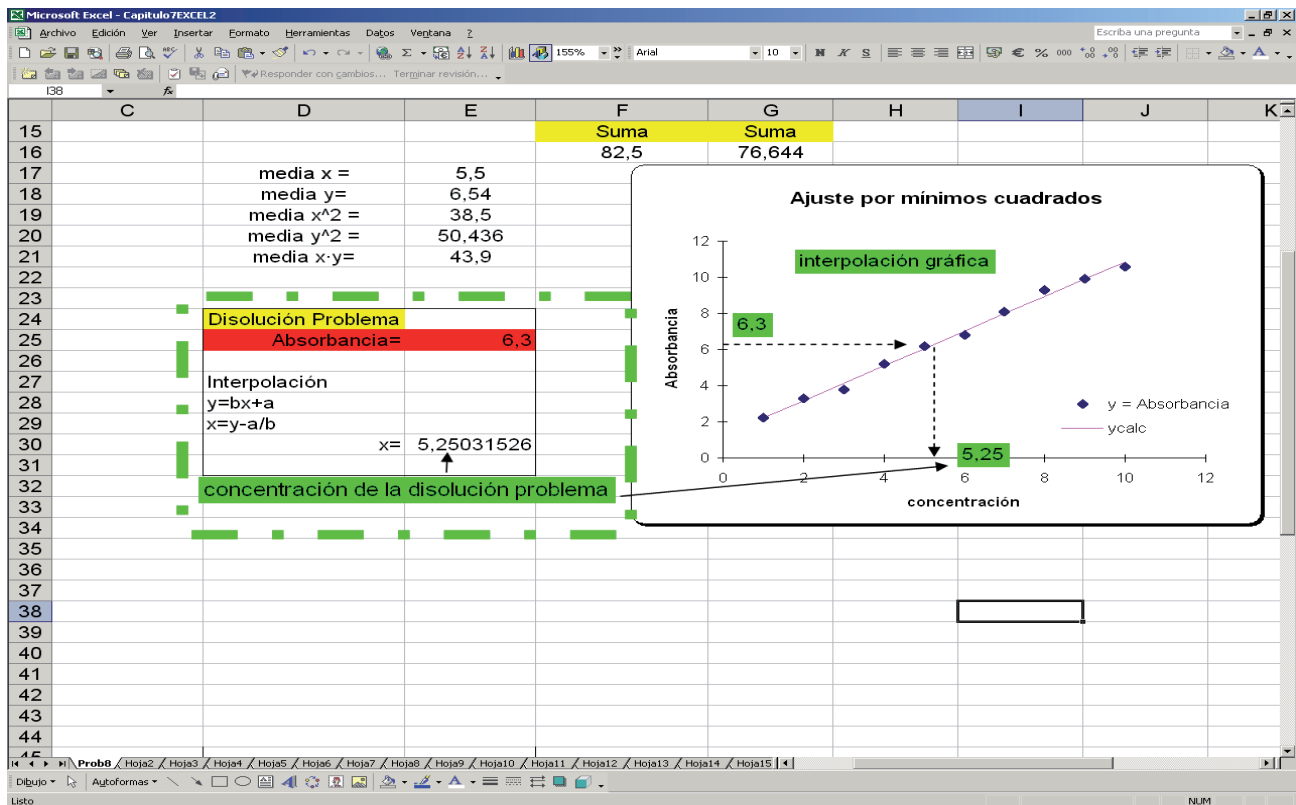 Microsoft Excel - Capitulo7EXCEL2
Archivo Edición Ver Insertar Formato Herramientas Datos Ventana ?
Escriba una pregunta
155% Arial 10 N K S € % 000
Responder con cambios... Terminar revisión...
I38 fx
C D E F G H I J K
15 Suma Suma
16 82,5 76,644
17 media x = 5,5
18 media y= 6,54
19 media x^2 = 38,5
20 media y^2 = 50,436
21 media x·y= 43,9
22
23
24 Disolución Problema
25 Absorbancia= 6,3
26
27 Interpolación
28 y=bx+a
29 x=y-a/b
30 x= 5,25031526
31
32 concentración de la disolución problema
33
34
35
36
37
38
39
40
41
42
43
44
45
Ajuste por mínimos cuadrados
interpolación gráfica
Absorbancia
12
10
8
6
4
2
0
6,3
y = Absorbancia
ycalc
5,25
0 2 4 6 8 10 12
concentración
Prob8 Hoja2 Hoja3 Hoja4 Hoja5 Hoja6 Hoja7 Hoja8 Hoja9 Hoja10 Hoja11 Hoja12 Hoja13 Hoja14 Hoja15
Dibujo Autoformas
Listo NUM